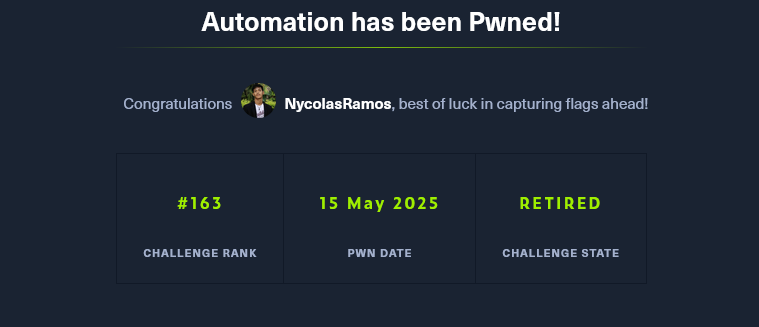 Automation has been Pwned!
Congratulations NycolasRamos, best of luck in capturing flags ahead!
#163 15 May 2025 RETIRED
CHALLENGE RANK PWN DATE CHALLENGE STATE